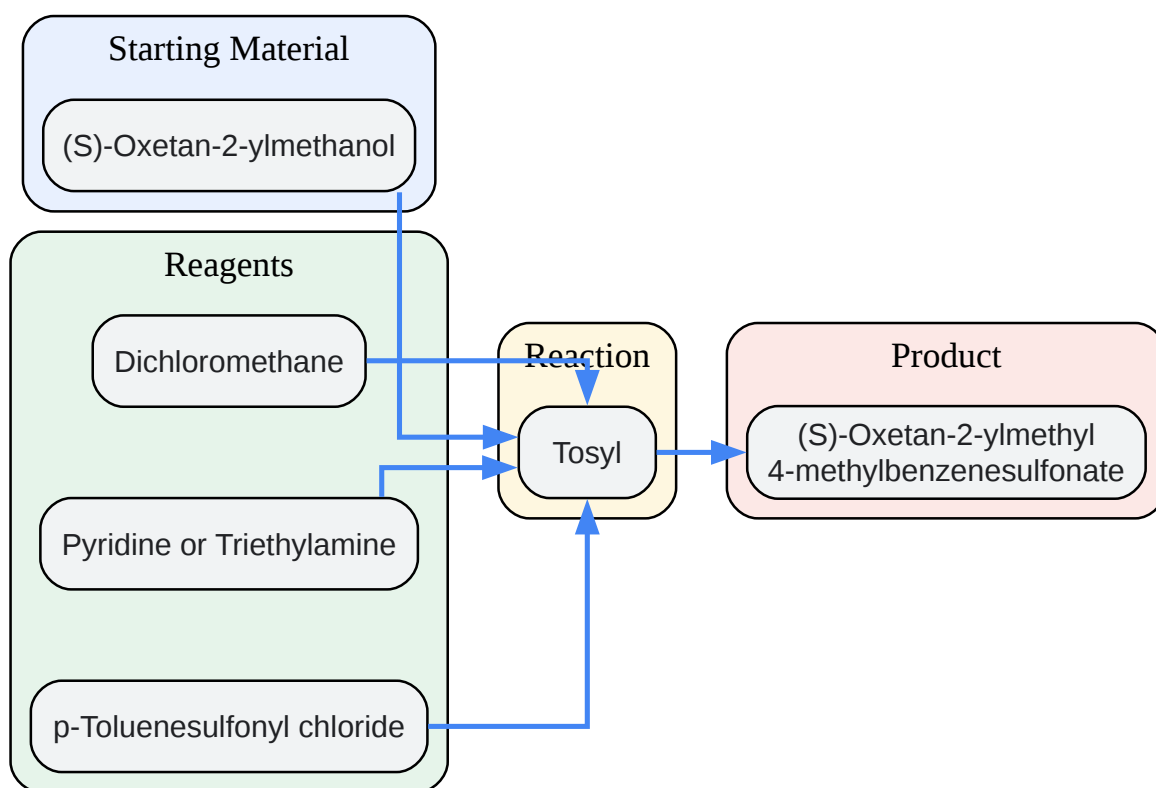 Starting Material
(S)-Oxetan-2-ylmethanol
Reagents
Dichloromethane
Pyridine or Triethylamine
p-Toluenesulfonyl chloride
Reaction
Tosyl
Product
(S)-Oxetan-2-ylmethyl
4-methylbenzenesulfonate